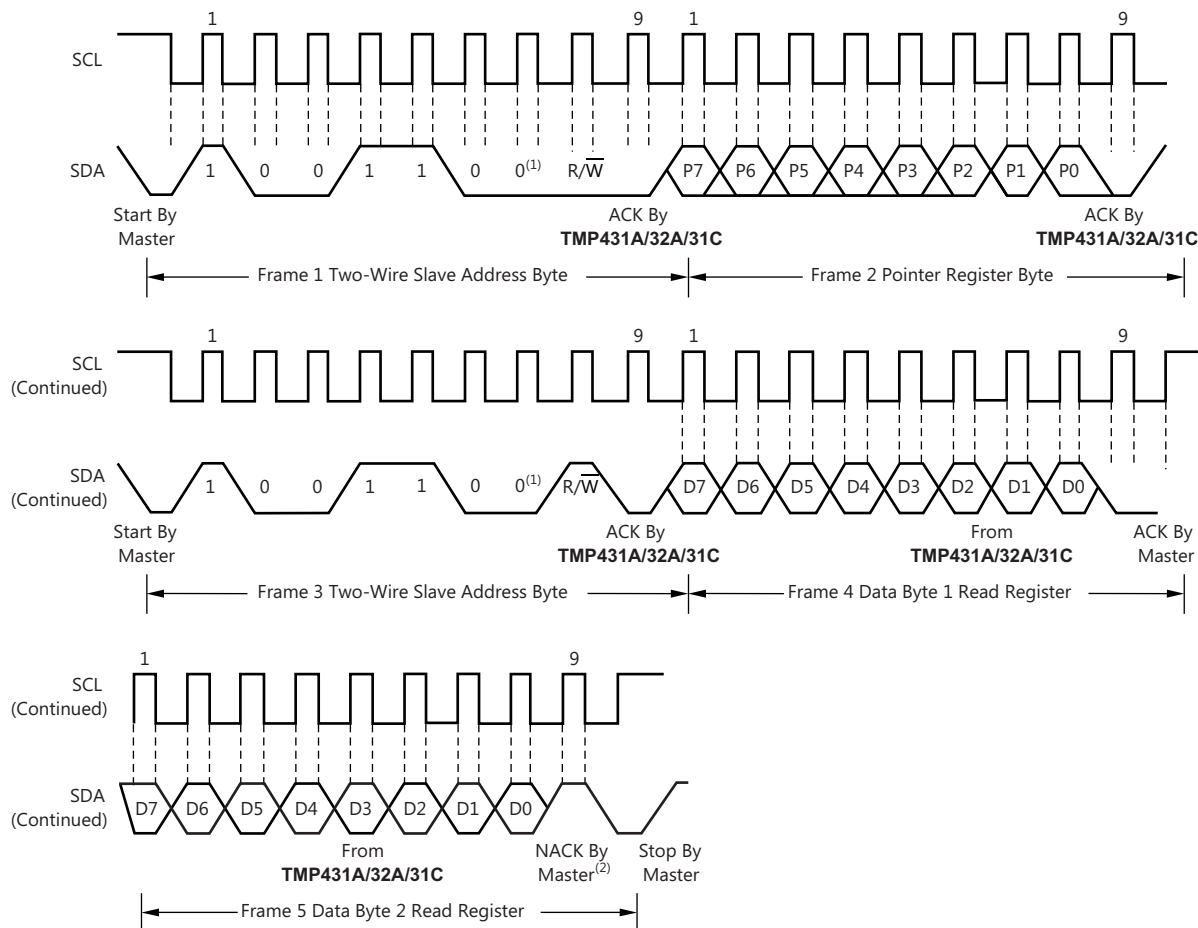 1 9 1 9
SCL
SDA 1 0 0 1 1 0 0(1) R/W P7 P6 P5 P4 P3 P2 P1 P0
Start By Master
ACK By TMP431A/32A/31C
ACK By TMP431A/32A/31C
Frame 1 Two-Wire Slave Address Byte
Frame 2 Pointer Register Byte
1 9 1 9
SCL (Continued)
SDA (Continued) 1 0 0 1 1 0 0(1) R/W D7 D6 D5 D4 D3 D2 D1 D0
Start By Master
ACK By TMP431A/32A/31C
From TMP431A/32A/31C
ACK By Master
Frame 3 Two-Wire Slave Address Byte
Frame 4 Data Byte 1 Read Register
1 9
SCL (Continued)
SDA (Continued) D7 D6 D5 D4 D3 D2 D1 D0
From TMP431A/32A/31C
NACK By Master(2)
Stop By Master
Frame 5 Data Byte 2 Read Register